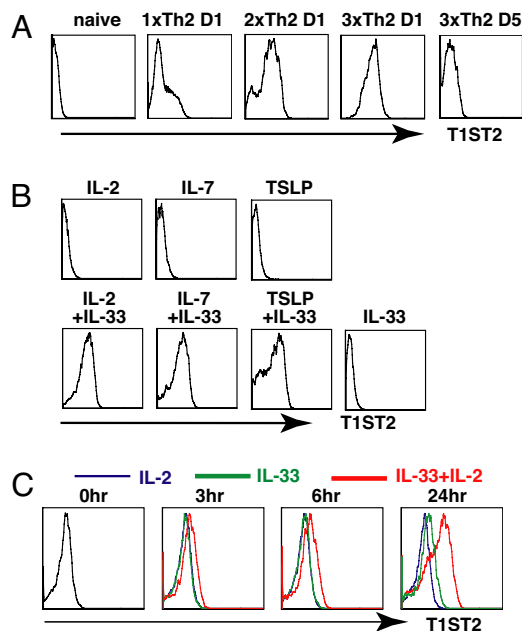 A
naive 1xTh2 D1 2xTh2 D1 3xTh2 D1 3xTh2 D5
T1ST2
B
IL-2 IL-7 TSLP
IL-2 +IL-33 IL-7 +IL-33 TSLP +IL-33 IL-33
T1ST2
C
IL-2 IL-33 IL-33+IL-2
0hr 3hr 6hr 24hr
T1ST2